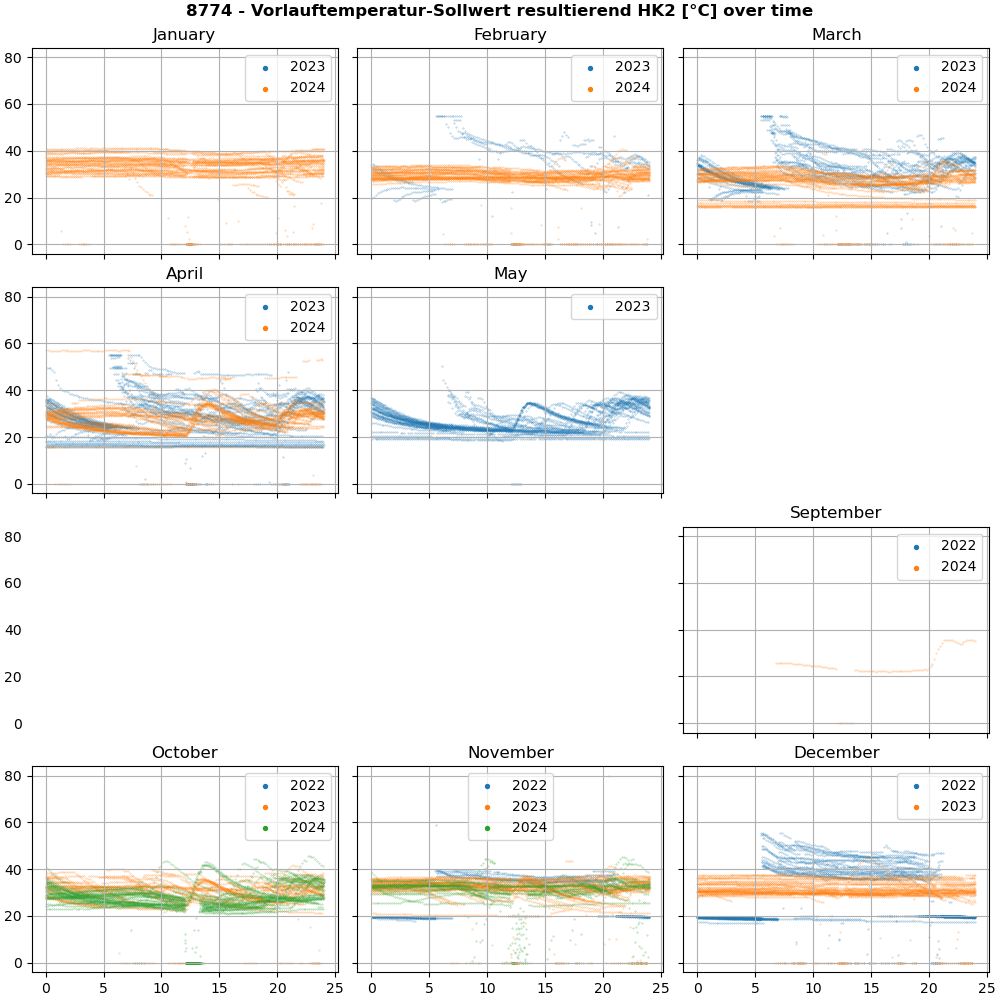 8774 - Vorlauftemperatur-Sollwert resultierend HK2 [°C] over time
January February March
80 2023 2024 2023 2024 2023 2024
60
40
20
0
April May
80 2023 2024 2023
60
40
20
0
September
80 2022 2024
60
40
20
0
October November December
80 2022 2023 2024 2022 2023 2024 2022 2023
60
40
20
0
0 5 10 15 20 25 0 5 10 15 20 25 0 5 10 15 20 25